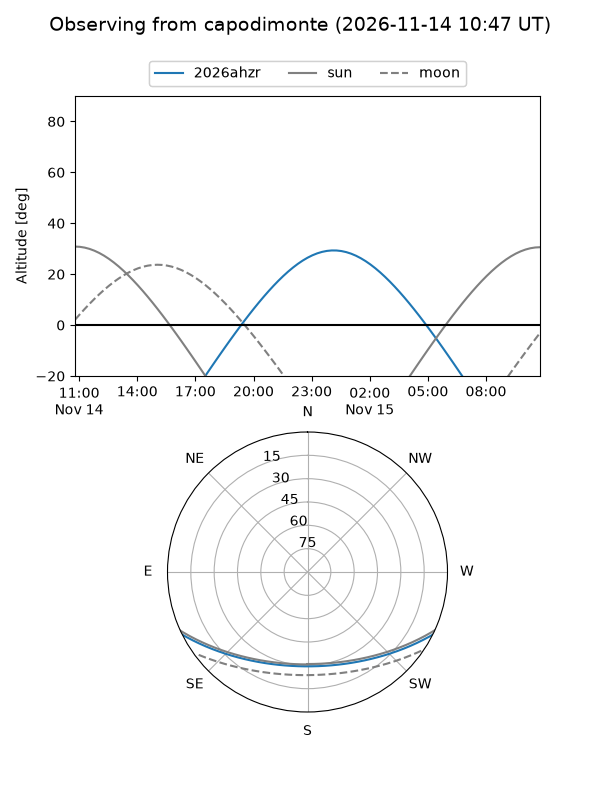 Observing from capodimonte (2026-11-14 10:47 UT)
2026ahzr sun moon
Altitude [deg]
80
60
40
20
0
−20
11:00 14:00 17:00 20:00 23:00 02:00 05:00 08:00
Nov 14 Nov 15
N
NE NW
15
30
45
60
75
E W
SE SW
S